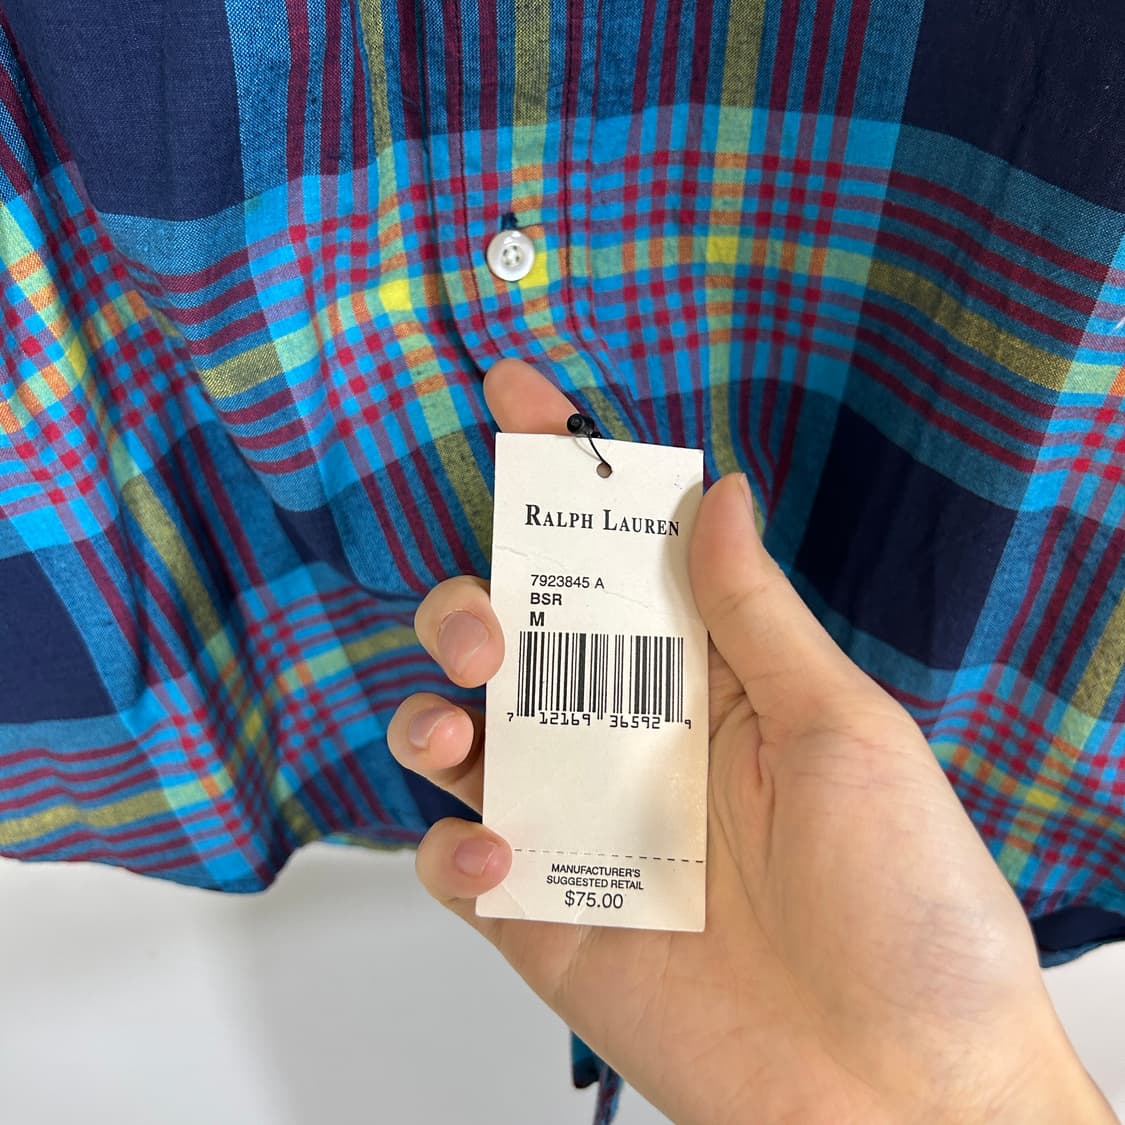 RALPH LAUREN
7923845 A
BSR
M
7 12169 36592 9
MANUFACTURER'S
SUGGESTED RETAIL
$75.00